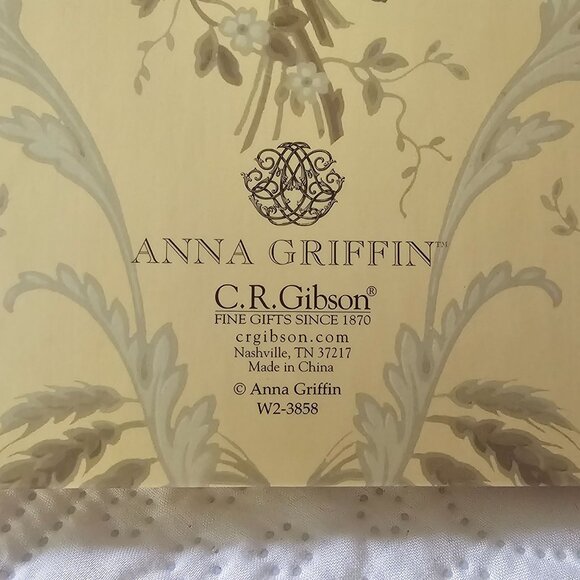 ANNA GRIFFIN™
C.R.Gibson®
FINE GIFTS SINCE 1870
crgibson.com
Nashville, TN 37217
Made in China
© Anna Griffin
W2-3858